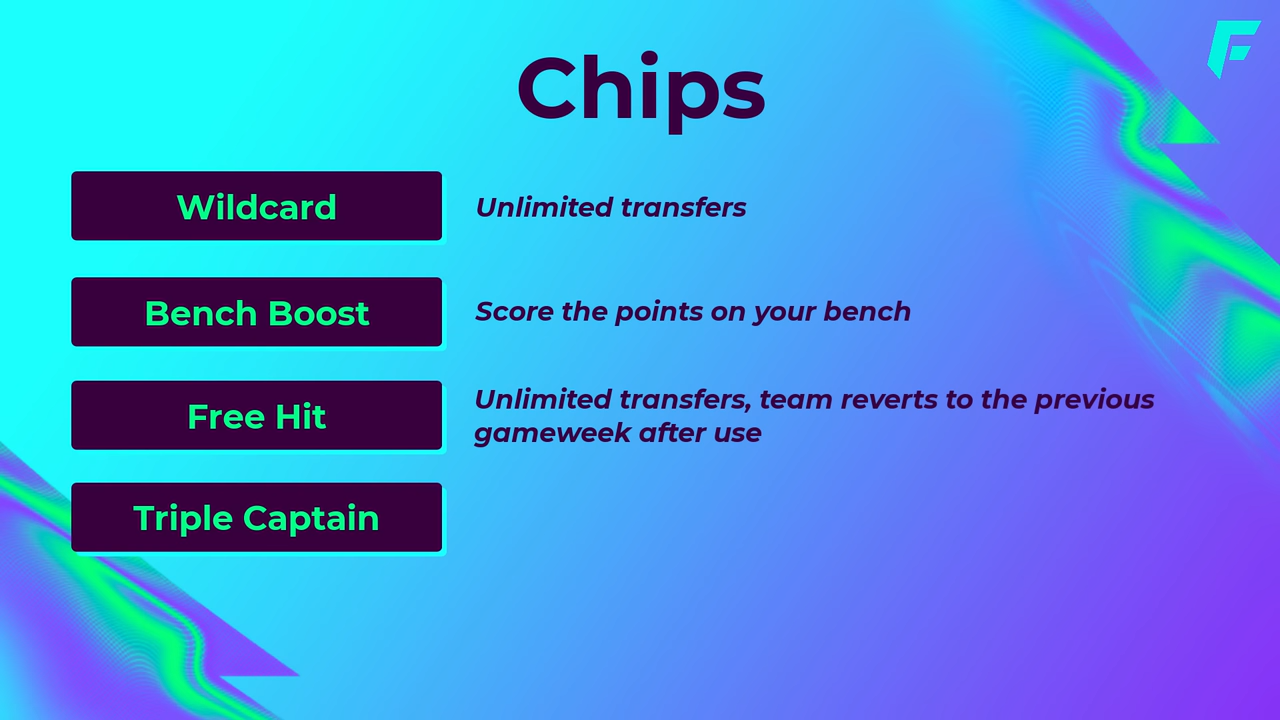 Chips
Wildcard
Unlimited transfers
Bench Boost
Score the points on your bench
Free Hit
Unlimited transfers, team reverts to the previous
gameweek after use
Triple Captain